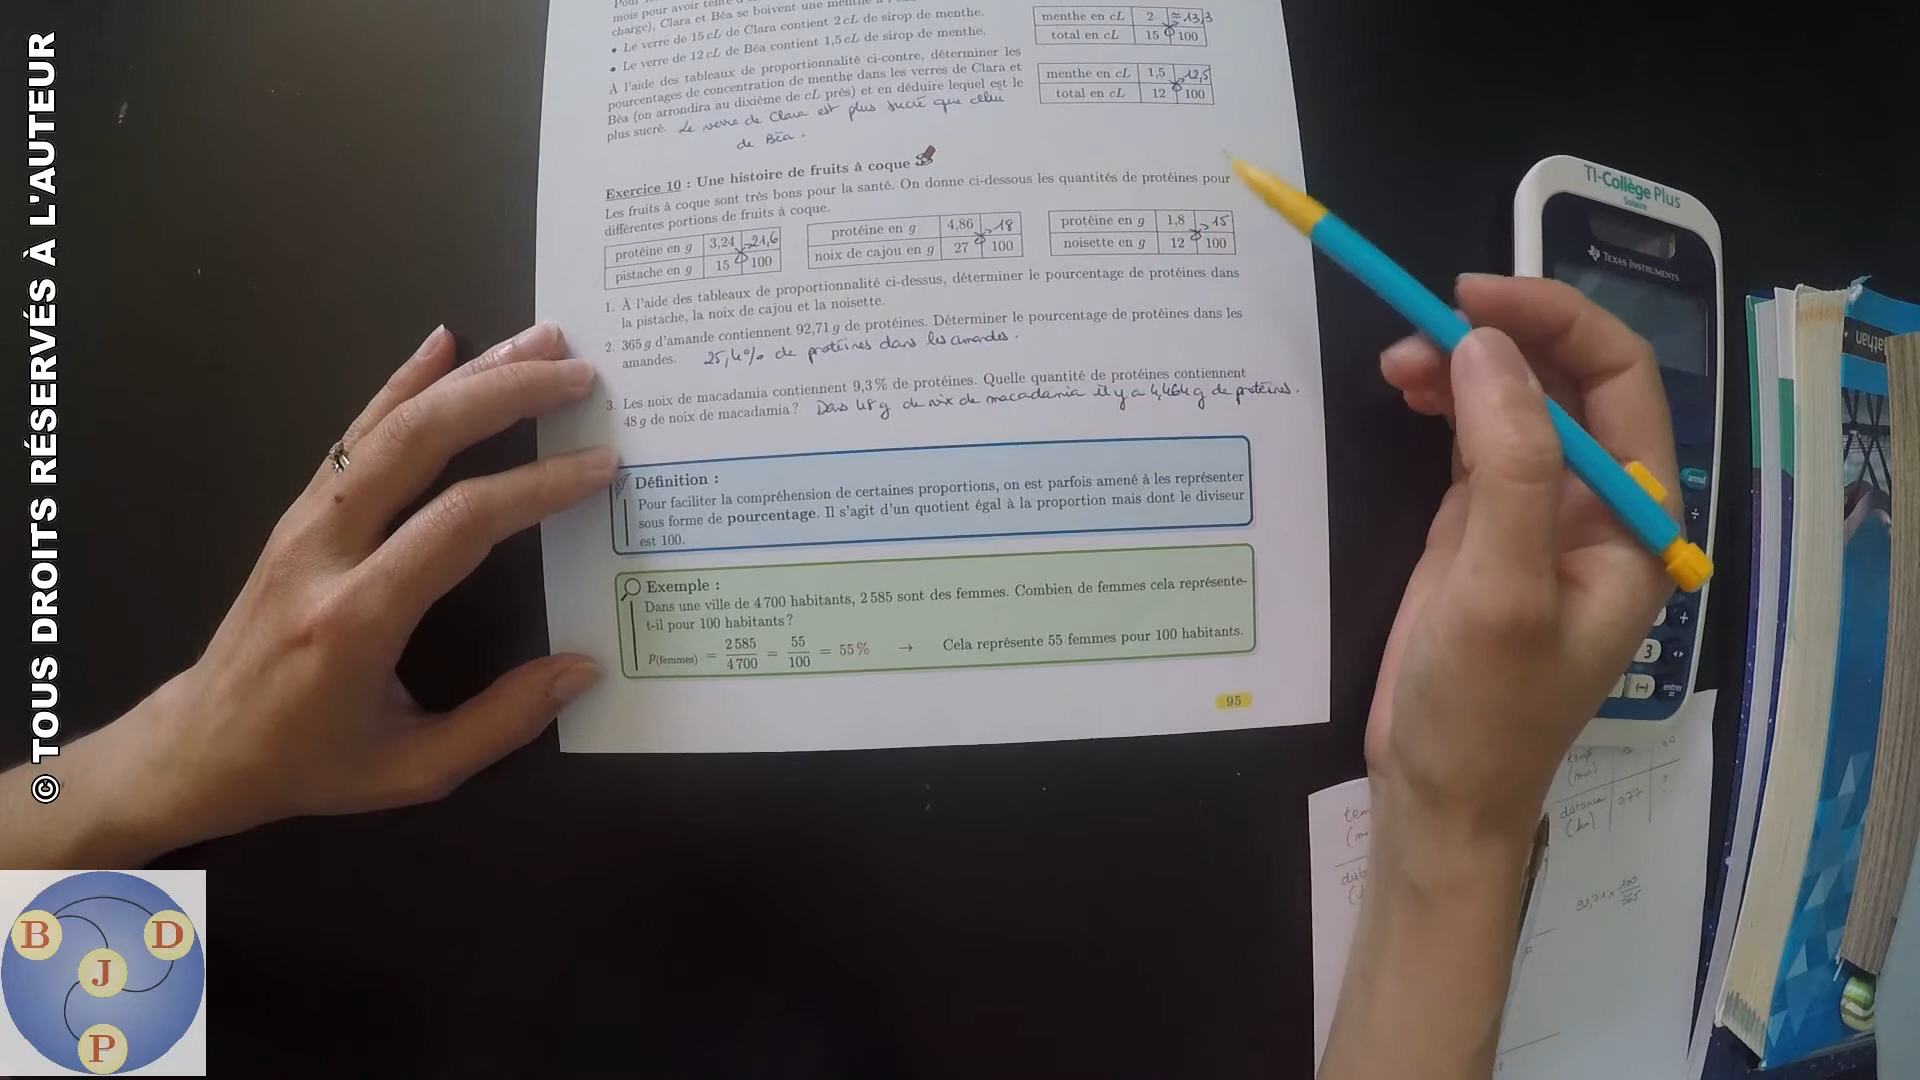 © TOUS DROITS RÉSERVÉS À L'AUTEUR
mois pour avoir
charge), Clara et Béa se boivent une menthe à
• Le verre de 15 cL de Clara contient 2 cL de sirop de menthe.
• Le verre de 12 cL de Béa contient 1,5 cL de sirop de menthe.
À l'aide des tableaux de proportionnalité ci-contre, déterminer les
pourcentages de concentration de menthe dans les verres de Clara et
Béa (on arrondira au dixième de cL près) et en déduire lequel est le
plus sucré. Le verre de Clara est plus sucré que celui
de Béa.
menthe en cL 2 ≈13,3
total en cL 15 100
menthe en cL 1,5 12,5
total en cL 12 100
Exercice 10 : Une histoire de fruits à coque
Les fruits à coque sont très bons pour la santé. On donne ci-dessous les quantités de protéines pour
différentes portions de fruits à coque.
protéine en g 3,24 21,6
pistache en g 15 100
protéine en g 4,86 18
noix de cajou en g 27 100
protéine en g 1,8 15
noisette en g 12 100
1. À l'aide des tableaux de proportionnalité ci-dessus, déterminer le pourcentage de protéines dans
la pistache, la noix de cajou et la noisette.
2. 365 g d'amande contiennent 92,71 g de protéines. Déterminer le pourcentage de protéines dans les
amandes. 25,4% de protéines dans les amandes.
3. Les noix de macadamia contiennent 9,3 % de protéines. Quelle quantité de protéines contiennent
48 g de noix de macadamia ? Dans 48 g de noix de macadamia il y a 4,464 g de protéines.
Définition :
Pour faciliter la compréhension de certaines proportions, on est parfois amené à les représenter
sous forme de pourcentage. Il s'agit d'un quotient égal à la proportion mais dont le diviseur
est 100.
Exemple :
Dans une ville de 4 700 habitants, 2 585 sont des femmes. Combien de femmes cela représente-
t-il pour 100 habitants ?
P(femmes) = 2 585/4 700 = 55/100 = 55 % → Cela représente 55 femmes pour 100 habitants.
95
TI-Collège Plus
Solaire
TEXAS INSTRUMENTS
annul
÷
+
3
(-)
entrer
temps
(min)
distance
(km)
9,77
92,71 × 100/365
B D
J
P